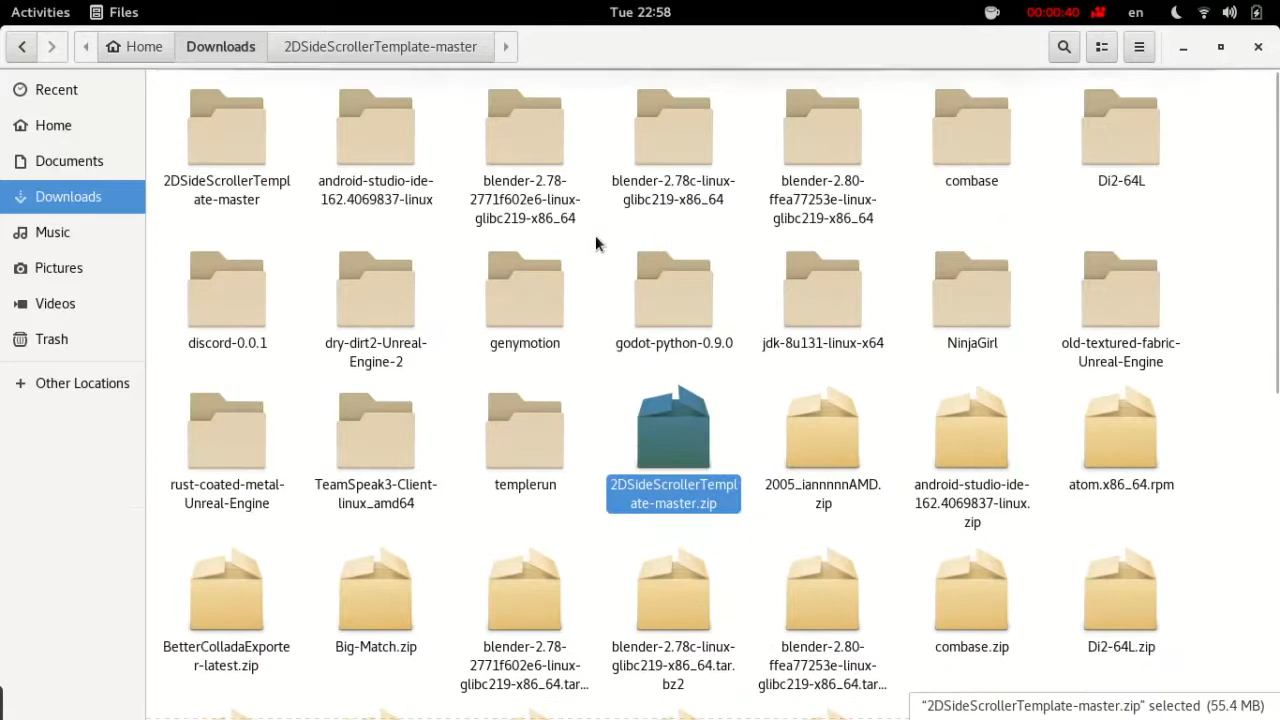 Activities
Files
Tue 22:58
00:00:40
en
Home
Downloads
2DSideScrollerTemplate-master
Recent
Home
Documents
Downloads
Music
Pictures
Videos
Trash
Other Locations
2DSideScrollerTempl
ate-master
android-studio-ide-
162.4069837-linux
blender-2.78-
2771f602e6-linux-
glibc219-x86_64
blender-2.78c-linux-
glibc219-x86_64
blender-2.80-
ffea77253e-linux-
glibc219-x86_64
combase
Di2-64L
discord-0.0.1
dry-dirt2-Unreal-
Engine-2
genymotion
godot-python-0.9.0
jdk-8u131-linux-x64
NinjaGirl
old-textured-fabric-
Unreal-Engine
rust-coated-metal-
Unreal-Engine
TeamSpeak3-Client-
linux_amd64
templerun
2DSideScrollerTempl
ate-master.zip
2005_iannnnnAMD.
zip
android-studio-ide-
162.4069837-linux.
zip
atom.x86_64.rpm
BetterColladaExporte
r-latest.zip
Big-Match.zip
blender-2.78-
2771f602e6-linux-
glibc219-x86_64.tar...
blender-2.78c-linux-
glibc219-x86_64.tar.
bz2
blender-2.80-
ffea77253e-linux-
glibc219-x86_64.tar...
combase.zip
Di2-64L.zip
"2DSideScrollerTemplate-master.zip" selected (55.4 MB)